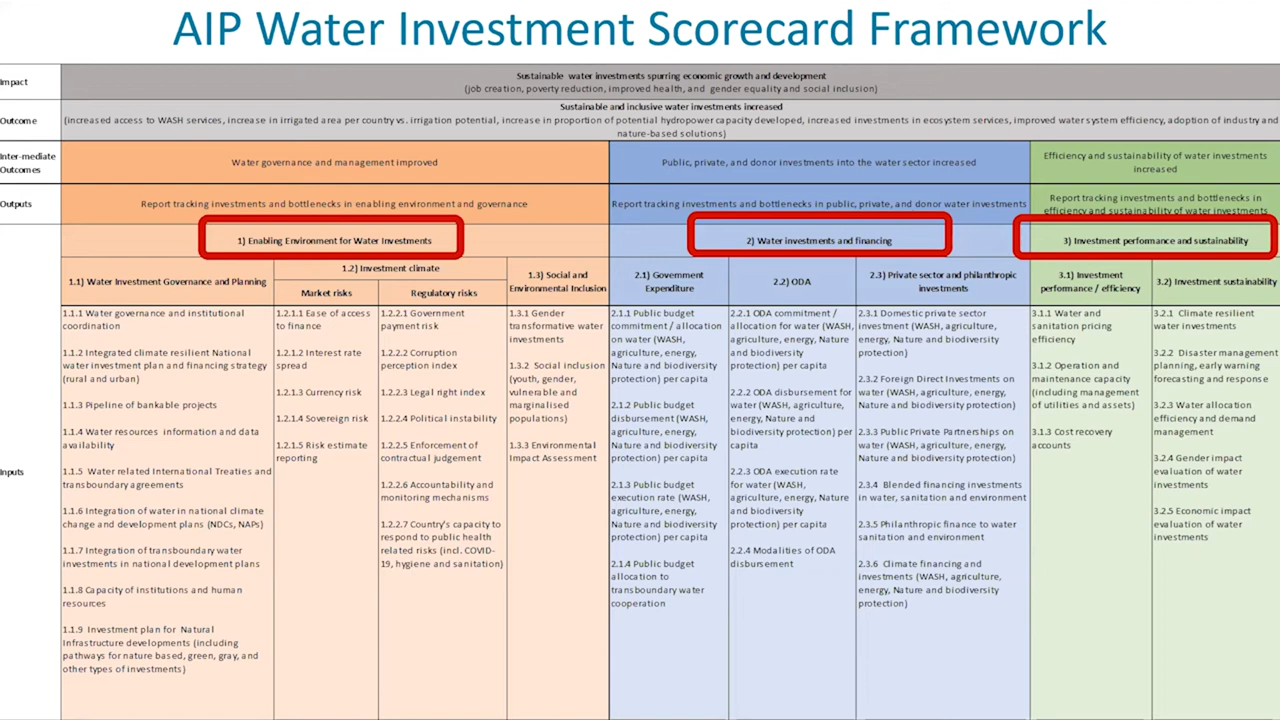 AIP Water Investment Scorecard Framework
Impact
Sustainable water investments spurring economic growth and development
(job creation, poverty reduction, improved health, and gender equality and social inclusion)
Outcome
Sustainable and inclusive water investments increased
(increased access to WASH services, increase in irrigated area per country vs. irrigation potential, increase in proportion of potential hydropower capacity developed, increased investments in ecosystem services, improved water system efficiency, adoption of industry and
nature-based solutions)
Inter-mediate
Outcomes
Water governance and management improved
Public, private, and donor investments into the water sector increased
Efficiency and sustainability of water investments
increased
Outputs
Report tracking investments and bottlenecks in enabling environment and governance
Report tracking investments and bottlenecks in public, private, and donor water investments
Report tracking investments and bottlenecks in
efficiency and sustainability of water investments
1) Enabling Environment for Water Investments
2) Water investments and financing
3) Investment performance and sustainability
1.1) Water Investment Governance and Planning
1.2) Investment climate
Market risks
Regulatory risks
1.3) Social and
Environmental Inclusion
2.1) Government
Expenditure
2.2) ODA
2.3) Private sector and philanthropic
investments
3.1) Investment
performance / efficiency
3.2) Investment sustainability
Inputs
1.1.1 Water governance and institutional
coordination
1.1.2 Integrated climate resilient National
water investment plan and financing strategy
(rural and urban)
1.1.3 Pipeline of bankable projects
1.1.4 Water resources information and data
availability
1.1.5 Water related International Treaties and
transboundary agreements
1.1.6 Integration of water in national climate
change and development plans (NDCs, NAPs)
1.1.7 Integration of transboundary water
investments in national development plans
1.1.8 Capacity of institutions and human
resources
1.1.9 Investment plan for Natural
Infrastructure developments (including
pathways for nature based, green, gray, and
other types of investments)
1.2.1.1 Ease of access
to finance
1.2.1.2 Interest rate
spread
1.2.1.3 Currency risk
1.2.1.4 Sovereign risk
1.2.1.5 Risk estimate
reporting
1.2.2.1 Government
payment risk
1.2.2.2 Corruption
perception index
1.2.2.3 Legal right index
1.2.2.4 Political instability
1.2.2.5 Enforcement of
contractual judgement
1.2.2.6 Accountability and
monitoring mechanisms
1.2.2.7 Country's capacity to
respond to public health
related risks (incl. COVID-
19, hygiene and sanitation)
1.3.1 Gender
transformative water
investments
1.3.2 Social inclusion
(youth, gender,
vulnerable and
marginalised
populations)
1.3.3 Environmental
Impact Assessment
2.1.1 Public budget
commitment / allocation
on water (WASH,
agriculture, energy,
Nature and biodiversity
protection) per capita
2.1.2 Public budget
disbursement (WASH,
agriculture, energy,
Nature and biodiversity
protection) per capita
2.1.3 Public budget
execution rate (WASH,
agriculture, energy,
Nature and biodiversity
protection) per capita
2.1.4 Public budget
allocation to
transboundary water
cooperation
2.2.1 ODA commitment /
allocation for water (WASH,
agriculture, energy, Nature
and biodiversity
protection) per capita
2.2.2 ODA disbursement for
water (WASH, agriculture,
energy, Nature and
biodiversity protection) per
capita
2.2.3 ODA execution rate
for water (WASH,
agriculture, energy, Nature
and biodiversity
protection) per capita
2.2.4 Modalities of ODA
disbursement
2.3.1 Domestic private sector
investment (WASH, agriculture,
energy, Nature and biodiversity
protection)
2.3.2 Foreign Direct Investments on
water (WASH, agriculture, energy,
Nature and biodiversity protection)
2.3.3 Public Private Partnerships on
water (WASH, agriculture, energy,
Nature and biodiversity protection)
2.3.4 Blended financing investments
in water, sanitation and environment
2.3.5 Philanthropic finance to water
sanitation and environment
2.3.6 Climate financing and
investments (WASH, agriculture,
energy, Nature and biodiversity
protection)
3.1.1 Water and
sanitation pricing
efficiency
3.1.2 Operation and
maintenance capacity
(including management
of utilities and assets)
3.1.3 Cost recovery
accounts
3.2.1 Climate resilient
water investments
3.2.2 Disaster management
planning, early warning
forecasting and response
3.2.3 Water allocation
efficiency and demand
management
3.2.4 Gender impact
evaluation of water
investments
3.2.5 Economic impact
evaluation of water
investments